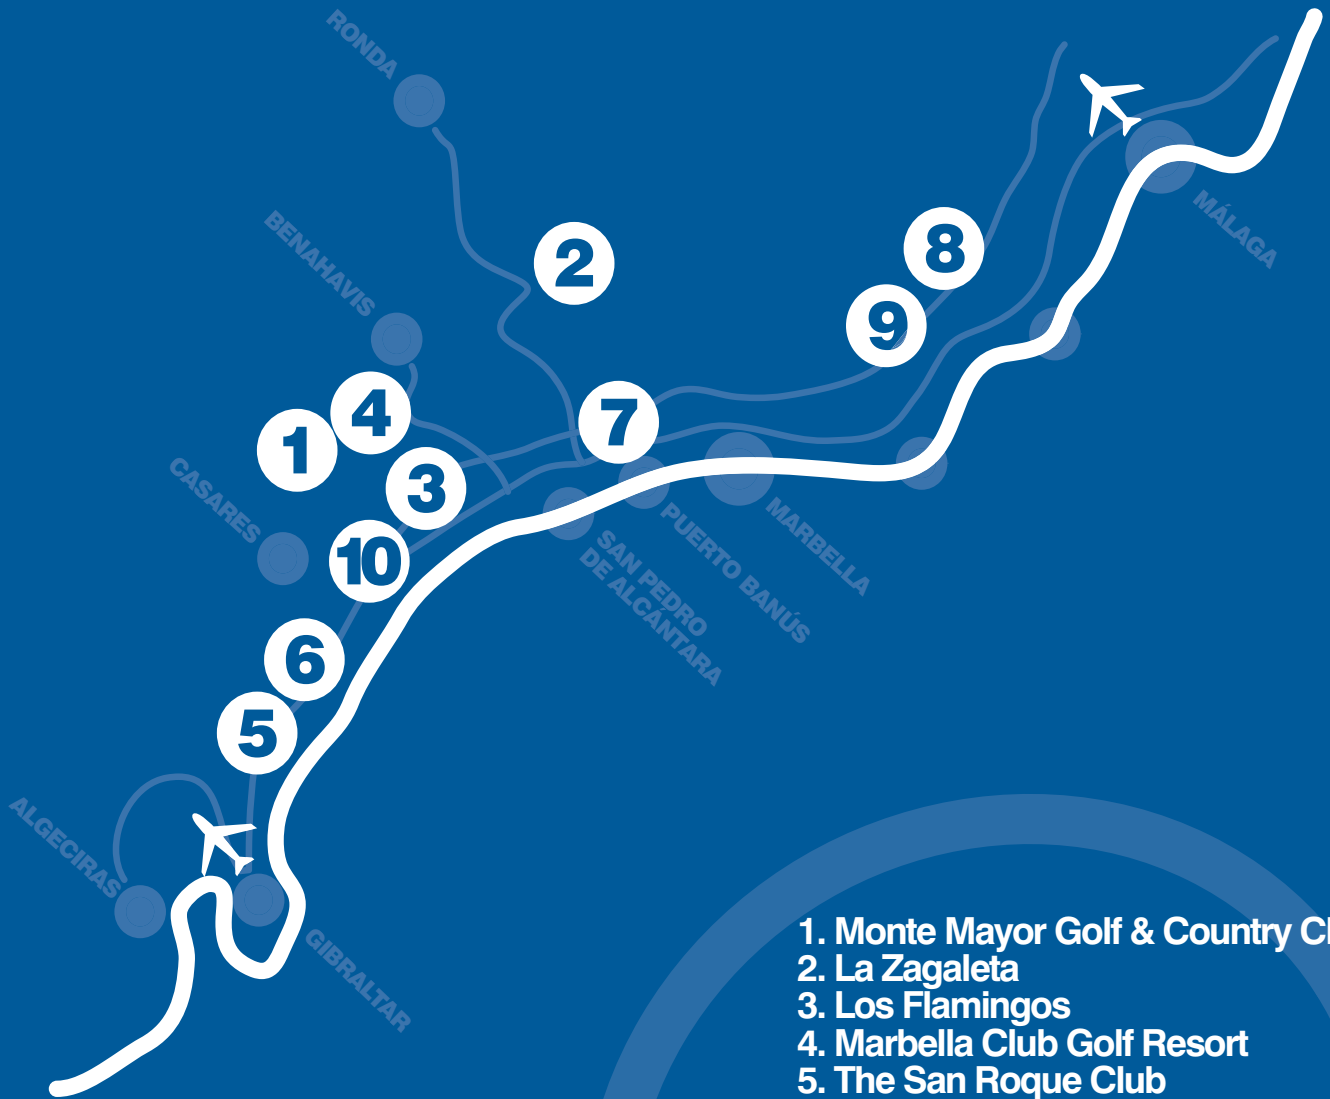 RONDA
BENAHAVIS
2
8
MÁLAGA
9
4
7
1
3
CASARES
10
MARBELLA
PUERTO BANÚS
SAN PEDRO
DE ALCÁNTARA
6
5
ALGECIRAS
GIBRALTAR
1. Monte Mayor Golf & Country Cl
2. La Zagaleta
3. Los Flamingos
4. Marbella Club Golf Resort
5. The San Roque Club